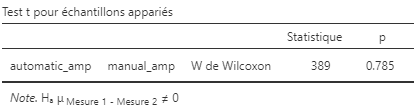 Test t pour échantillons appariés
Statistique p
automatic_amp manual_amp W de Wilcoxon 389 0.785
Note. Hₐ μ Mesure 1 - Mesure 2 ≠ 0